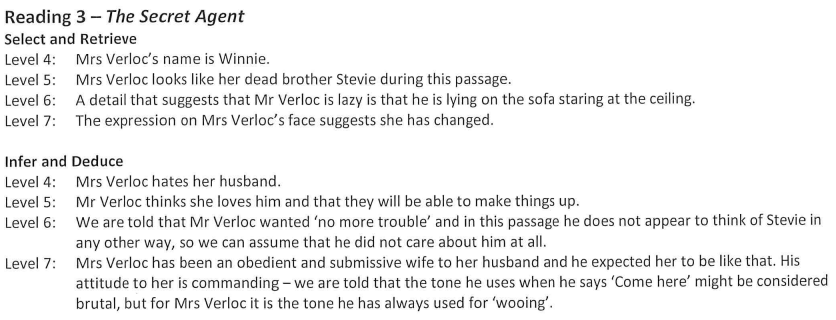 Reading 3 – The Secret Agent
Select and Retrieve
Level 4: Mrs Verloc's name is Winnie.
Level 5: Mrs Verloc looks like her dead brother Stevie during this passage.
Level 6: A detail that suggests that Mr Verloc is lazy is that he is lying on the sofa staring at the ceiling.
Level 7: The expression on Mrs Verloc's face suggests she has changed.
Infer and Deduce
Level 4: Mrs Verloc hates her husband.
Level 5: Mr Verloc thinks she loves him and that they will be able to make things up.
Level 6: We are told that Mr Verloc wanted 'no more trouble' and in this passage he does not appear to think of Stevie in
any other way, so we can assume that he did not care about him at all.
Level 7: Mrs Verloc has been an obedient and submissive wife to her husband and he expected her to be like that. His
attitude to her is commanding – we are told that the tone he uses when he says 'Come here' might be considered
brutal, but for Mrs Verloc it is the tone he has always used for 'wooing'.